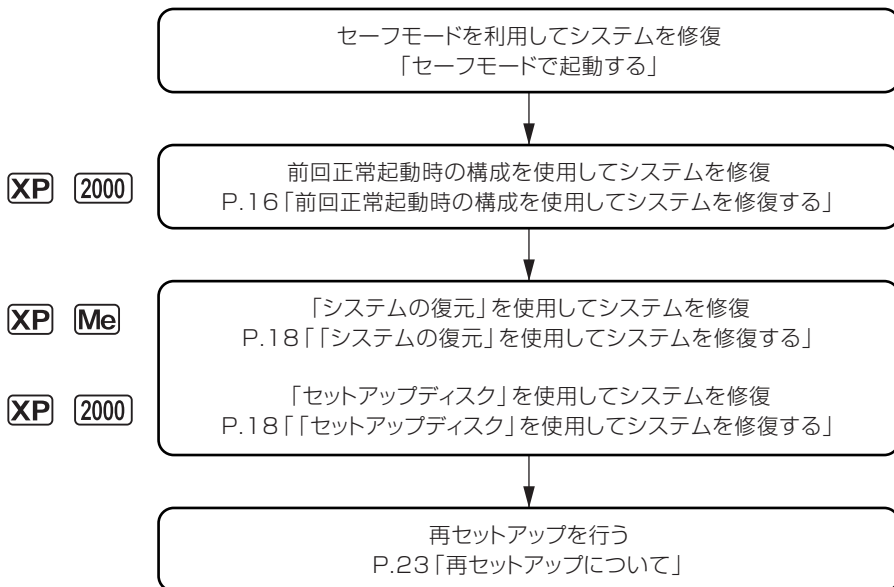 セーフモードを利用してシステムを修復
「セーフモードで起動する」
XP 2000
前回正常起動時の構成を使用してシステムを修復
P.16「前回正常起動時の構成を使用してシステムを修復する」
XP Me
「システムの復元」を使用してシステムを修復
P.18「「システムの復元」を使用してシステムを修復する」
XP 2000
「セットアップディスク」を使用してシステムを修復
P.18「「セットアップディスク」を使用してシステムを修復する」
再セットアップを行う
P.23「再セットアップについて」